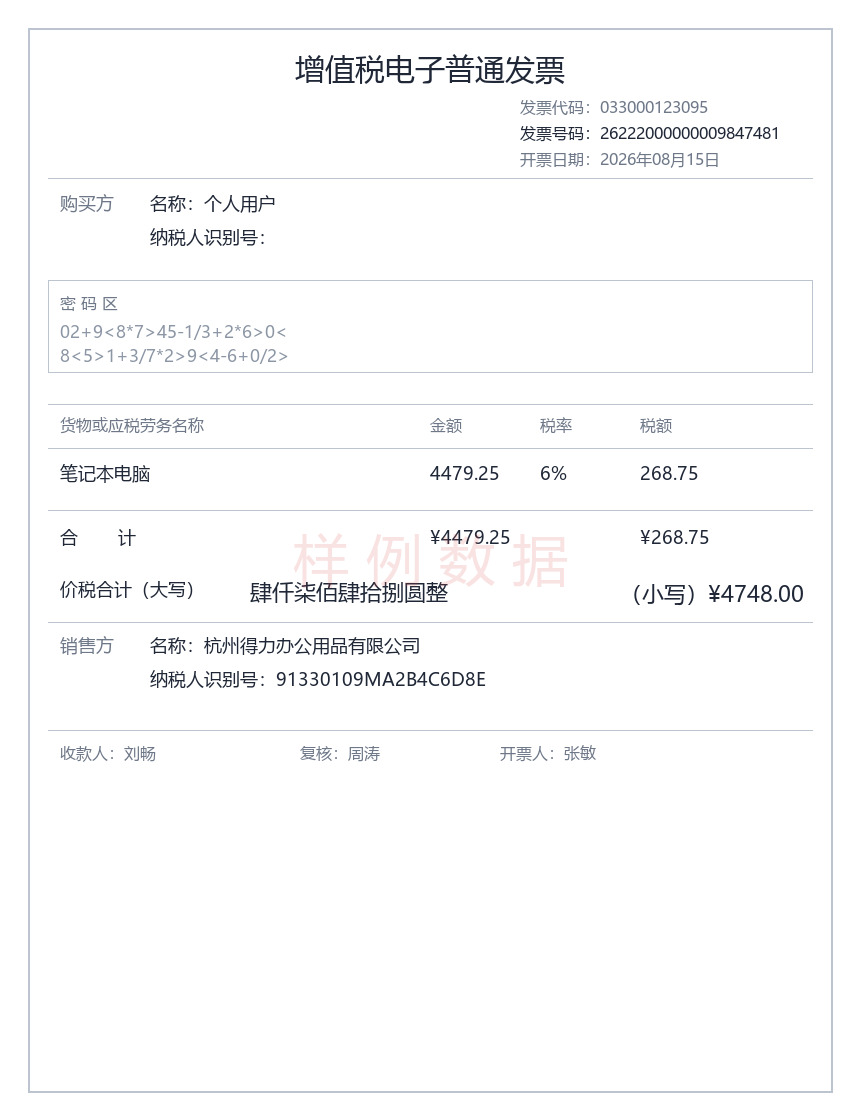 增值税电子普通发票
发票代码：033000123095
发票号码：26222000000009847481
开票日期：2026年08月15日
购买方 名称：个人用户
纳税人识别号：
密 码 区
02+9<8*7>45-1/3+2*6>0<
8<5>1+3/7*2>9<4-6+0/2>
货物或应税劳务名称 金额 税率 税额
笔记本电脑 4479.25 6% 268.75
合 计 ¥4479.25 ¥268.75
样例数据
价税合计（大写） 肆仟柒佰肆拾捌圆整 （小写）¥4748.00
销售方 名称：杭州得力办公用品有限公司
纳税人识别号：91330109MA2B4C6D8E
收款人：刘畅 复核：周涛 开票人：张敏